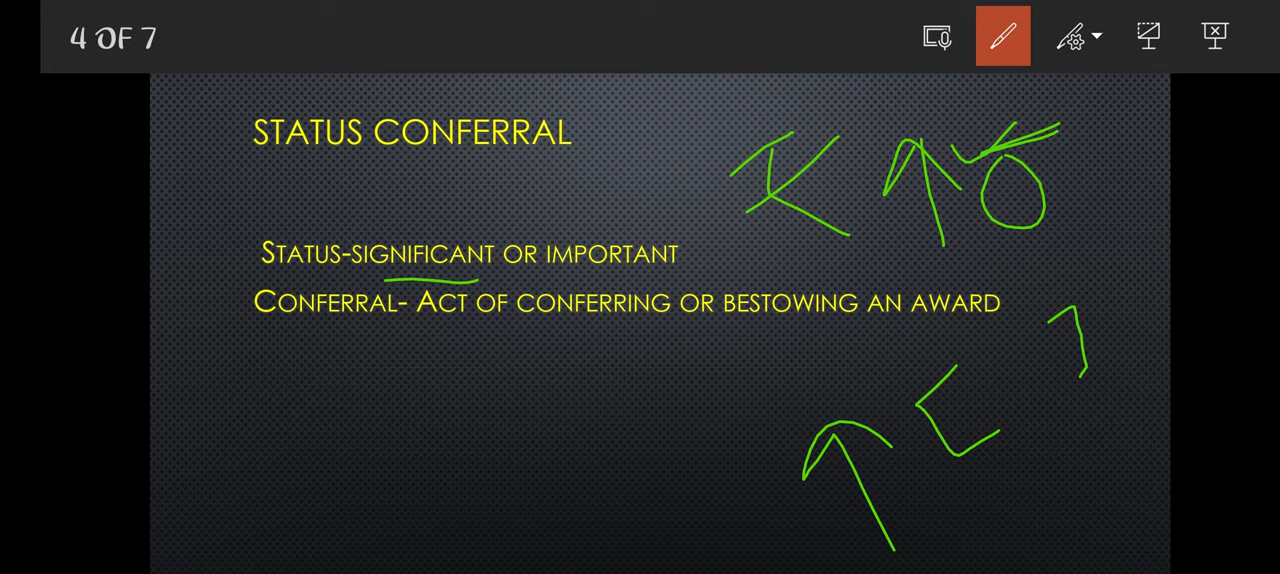 4 OF 7
STATUS CONFERRAL
STATUS-SIGNIFICANT OR IMPORTANT
CONFERRAL- ACT OF CONFERRING OR BESTOWING AN AWARD